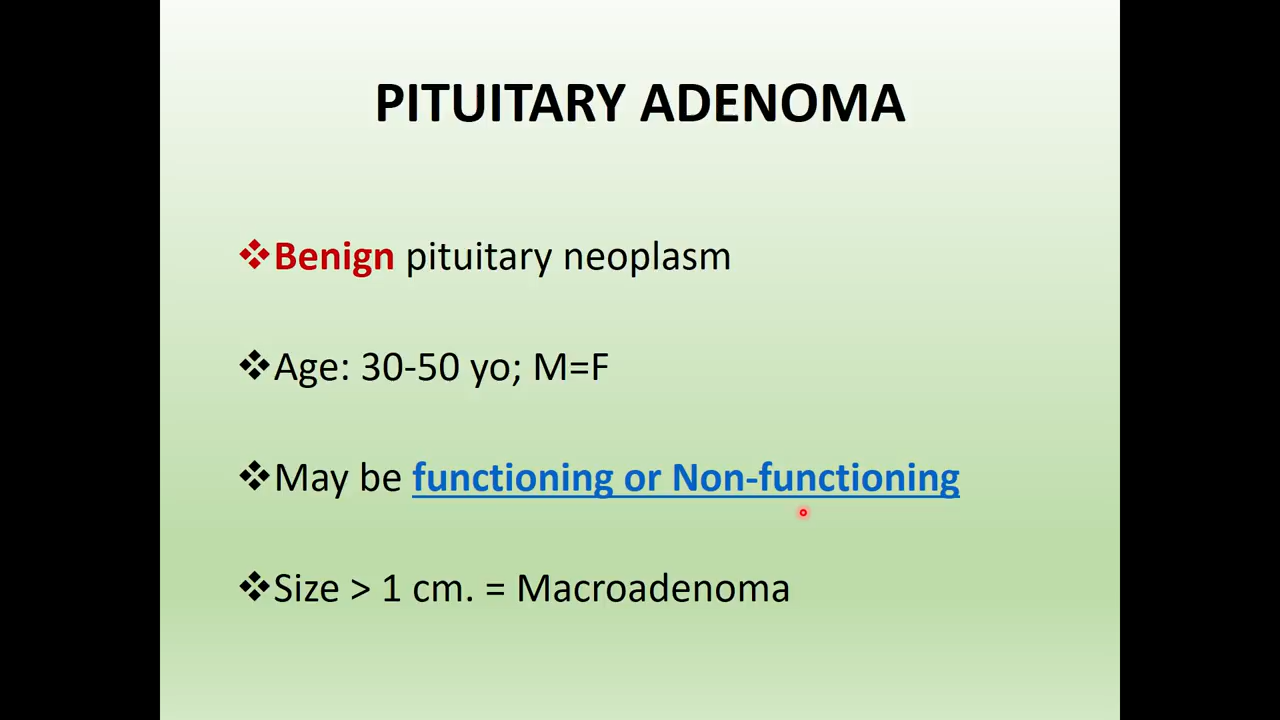 PITUITARY ADENOMA
❖Benign pituitary neoplasm
❖Age: 30-50 yo; M=F
❖May be functioning or Non-functioning
❖Size > 1 cm. = Macroadenoma